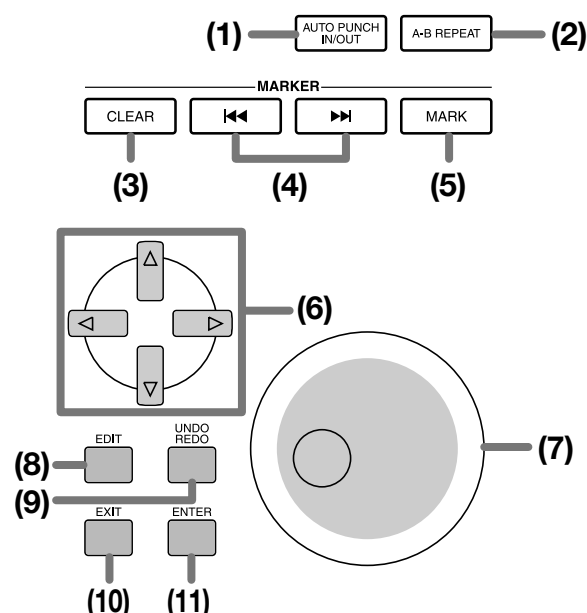 (1) AUTO PUNCH
IN/OUT
A-B REPEAT (2)
MARKER
CLEAR
MARK
(3) (4) (5)
(6)
(7)
EDIT
UNDO
REDO
(8)
(9)
EXIT ENTER
(10) (11)